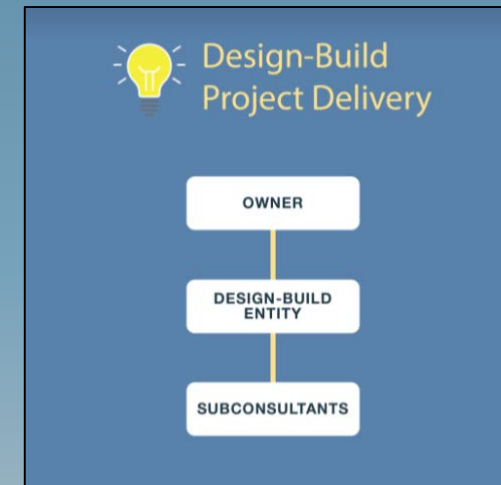 Design-Build
Project Delivery
OWNER
DESIGN-BUILD
ENTITY
SUBCONSULTANTS